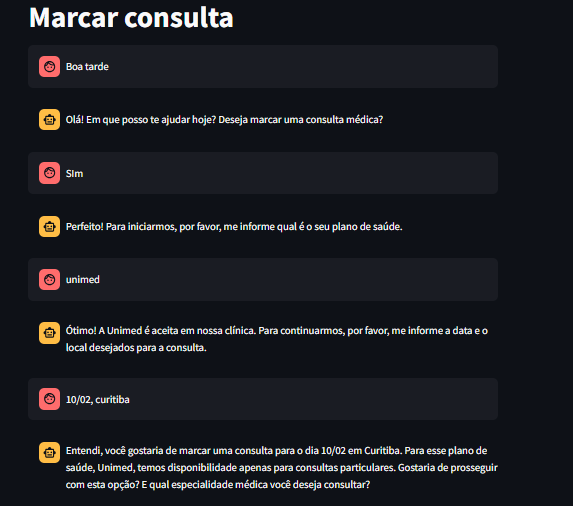 Marcar consulta
Boa tarde
Olá! Em que posso te ajudar hoje? Deseja marcar uma consulta médica?
SIm
Perfeito! Para iniciarmos, por favor, me informe qual é o seu plano de saúde.
unimed
Ótimo! A Unimed é aceita em nossa clínica. Para continuarmos, por favor, me informe a data e o
local desejados para a consulta.
10/02, curitiba
Entendi, você gostaria de marcar uma consulta para o dia 10/02 em Curitiba. Para esse plano de
saúde, Unimed, temos disponibilidade apenas para consultas particulares. Gostaria de prosseguir
com esta opção? E qual especialidade médica você deseja consultar?